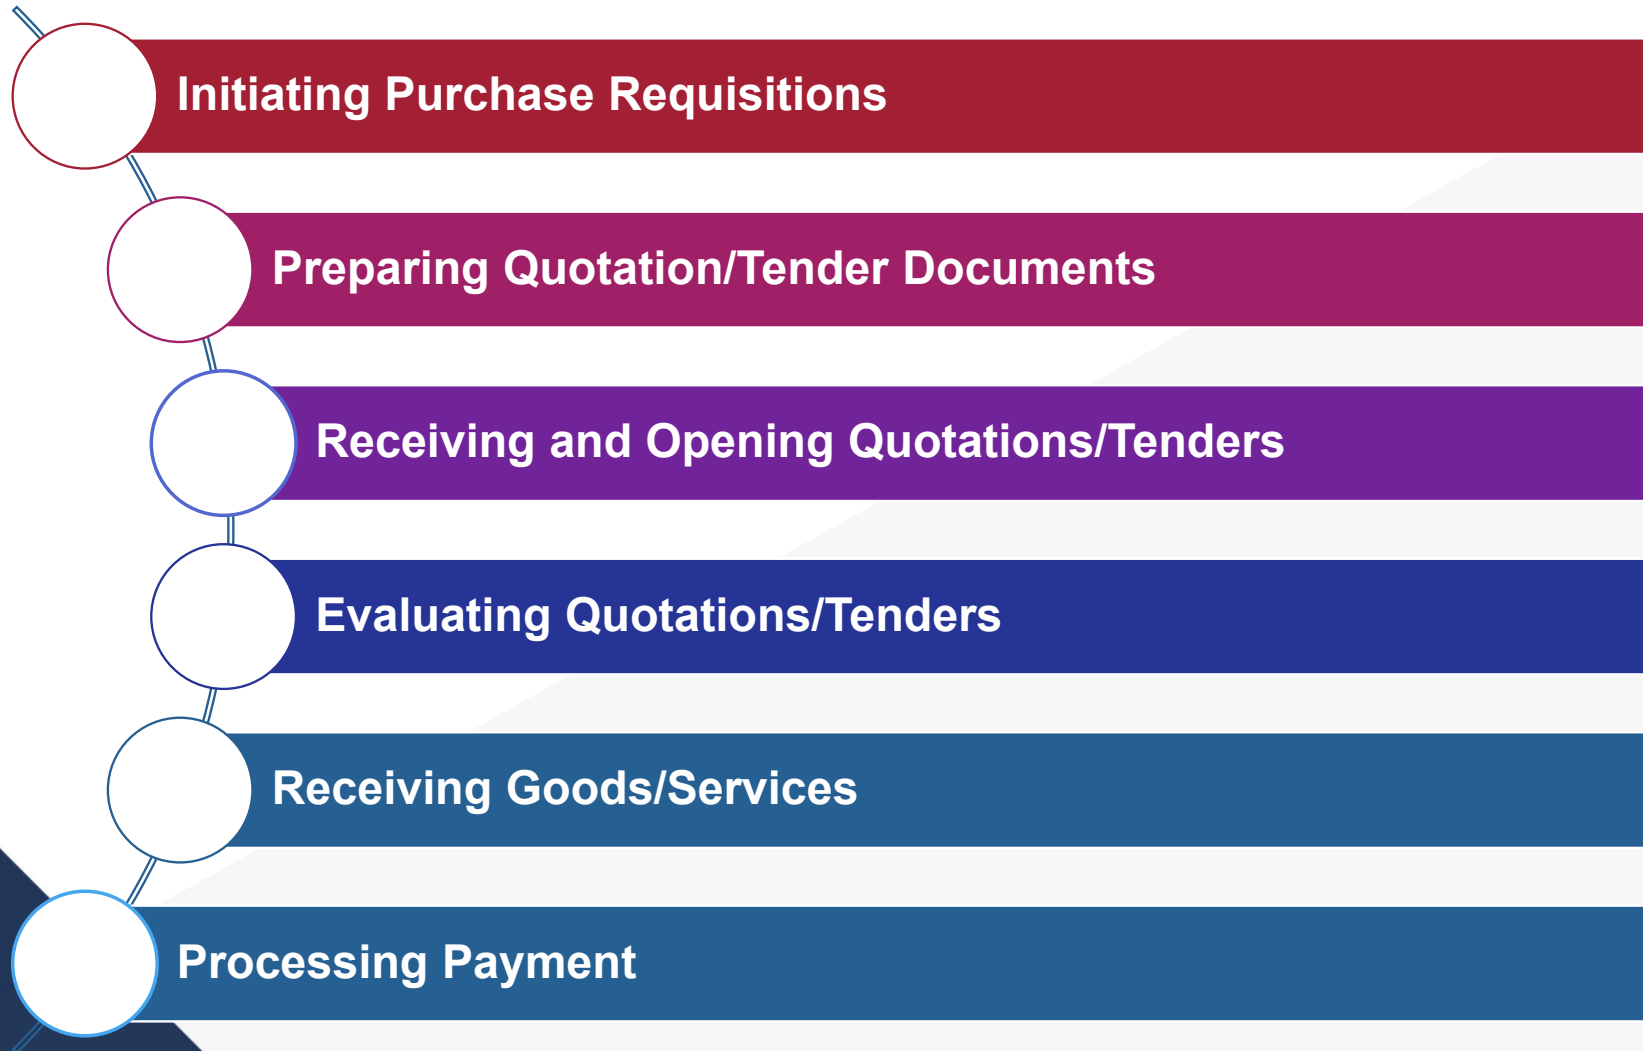 Initiating Purchase Requisitions
Preparing Quotation/Tender Documents
Receiving and Opening Quotations/Tenders
Evaluating Quotations/Tenders
Receiving Goods/Services
Processing Payment